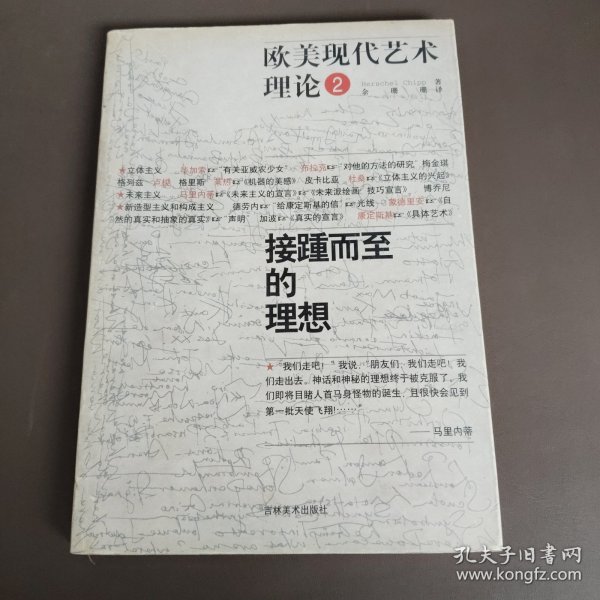 欧美现代艺术
理论2
Herschel Chipp 著
余珊珊 译
★立体主义 毕加索☞"有美亚威农少女" 布拉克☞"对他的方法的研究" 梅金琪
格列兹 卢提 格里斯 莱热☞《机器的美感》 皮卡比亚 杜桑☞《立体主义的兴起》
★未来主义 马里内蒂☞《未来主义的宣言》☞《未来派绘画:技巧宣言》 博乔尼
★新造型主义和构成主义 德劳内☞"给康定斯基的信"☞光线 蒙德里安☞《自
然的真实和抽象的真实》☞"声明" 加波☞《真实的宣言》 康定斯基☞《具体艺术》
接踵而至
的
理想
★"我们走吧!"我说,"朋友们,我们走吧!我
们走出去。神话和神秘的理想终于被克服了。我
们即将目睹人首马身怪物的诞生,且很快会见到
第一批天使飞翔!……"
马里内蒂
吉林美术出版社
孔夫子旧书网
www.kongfz.com